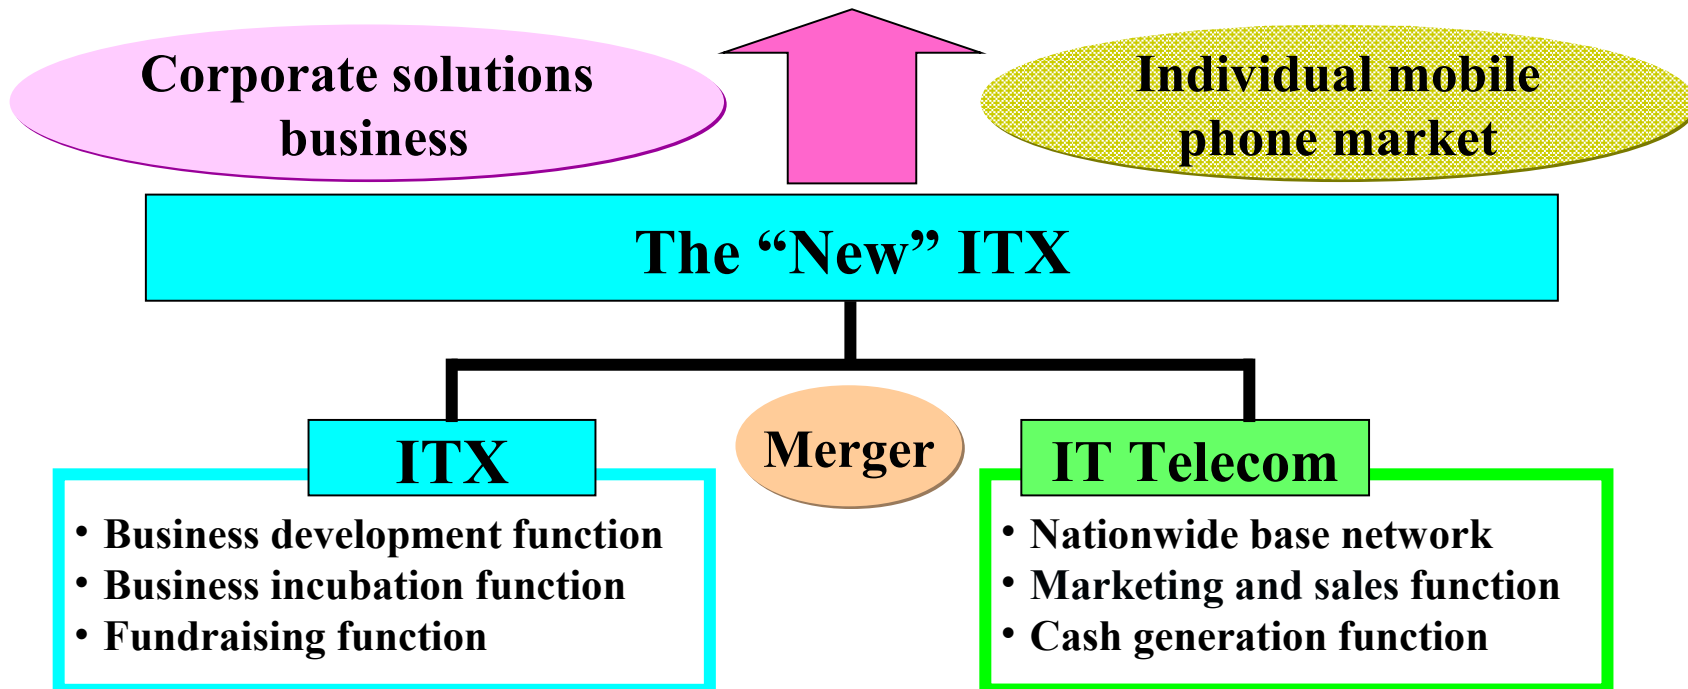 Corporate solutions
business
Individual mobile
phone market
The “New” ITX
Merger
ITX
• Business development function
• Business incubation function
• Fundraising function
IT Telecom
• Nationwide base network
• Marketing and sales function
• Cash generation function